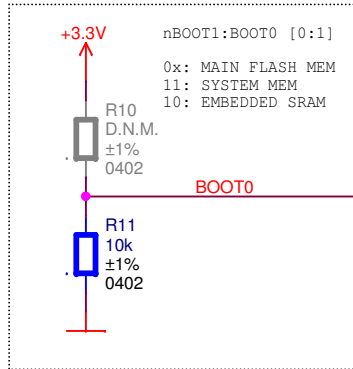 +3.3V
nBOOT1:BOOT0 [0:1]
0x: MAIN FLASH MEM
11: SYSTEM MEM
10: EMBEDDED SRAM
R10
D.N.M.
±1%
0402
BOOT0
R11
10k
±1%
0402